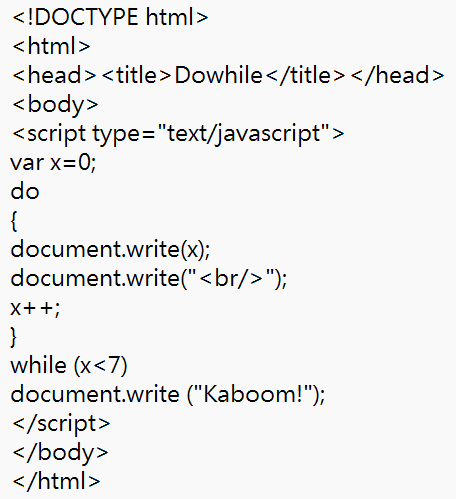 <!DOCTYPE html>
<html>
<head><title>Dowhile</title></head>
<body>
<script type="text/javascript">
var x=0;
do
{
document.write(x);
document.write("<br/>");
x++;
}
while (x<7)
document.write ("Kaboom!");
</script>
</body>
</html>